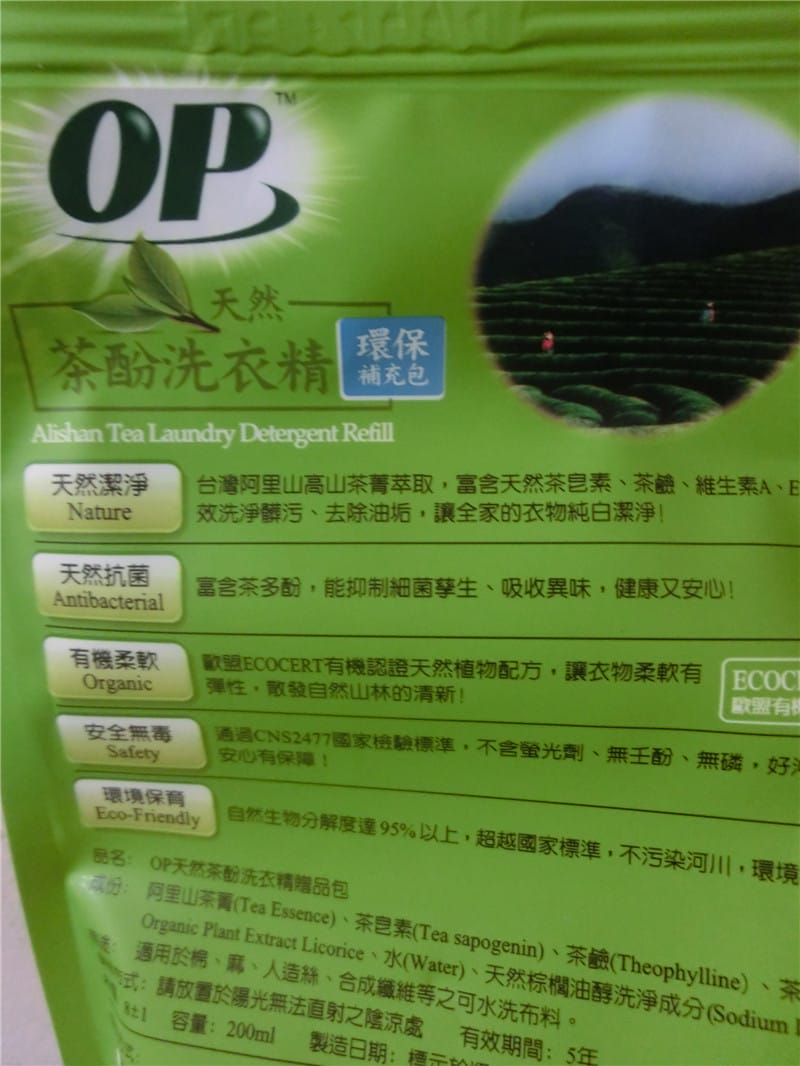 OP™
天然
茶酚洗衣精
環保
補充包
Alishan Tea Laundry Detergent Refill
天然潔淨
Nature
台灣阿里山高山茶菁萃取，富含天然茶皂素、茶鹼、維生素A、E
效洗淨髒污、去除油垢，讓全家的衣物純白潔淨!
天然抗菌
Antibacterial
富含茶多酚，能抑制細菌孳生、吸收異味，健康又安心!
有機柔軟
Organic
歐盟ECOCERT有機認證天然植物配方，讓衣物柔軟有
彈性，散發自然山林的清新!
ECOCE
歐盟有機
安全無毒
Safety
通過CNS2477國家檢驗標準，不含螢光劑、無壬酚、無磷，好沖
安心有保障！
環境保育
Eco-Friendly
自然生物分解度達95%以上，超越國家標準，不污染河川，環境
品名: OP天然茶酚洗衣精贈品包
成份: 阿里山茶菁(Tea Essence)、茶皂素(Tea sapogenin)、茶鹼(Theophylline)、茶
Organic Plant Extract Licorice、水(Water)、天然棕櫚油醇洗淨成分(Sodium
適用於棉、麻、人造絲、合成纖維等之可水洗布料。
方式: 請放置於陽光無法直射之陰涼處
容量: 200ml 有效期間: 5年
製造日期: 標示於